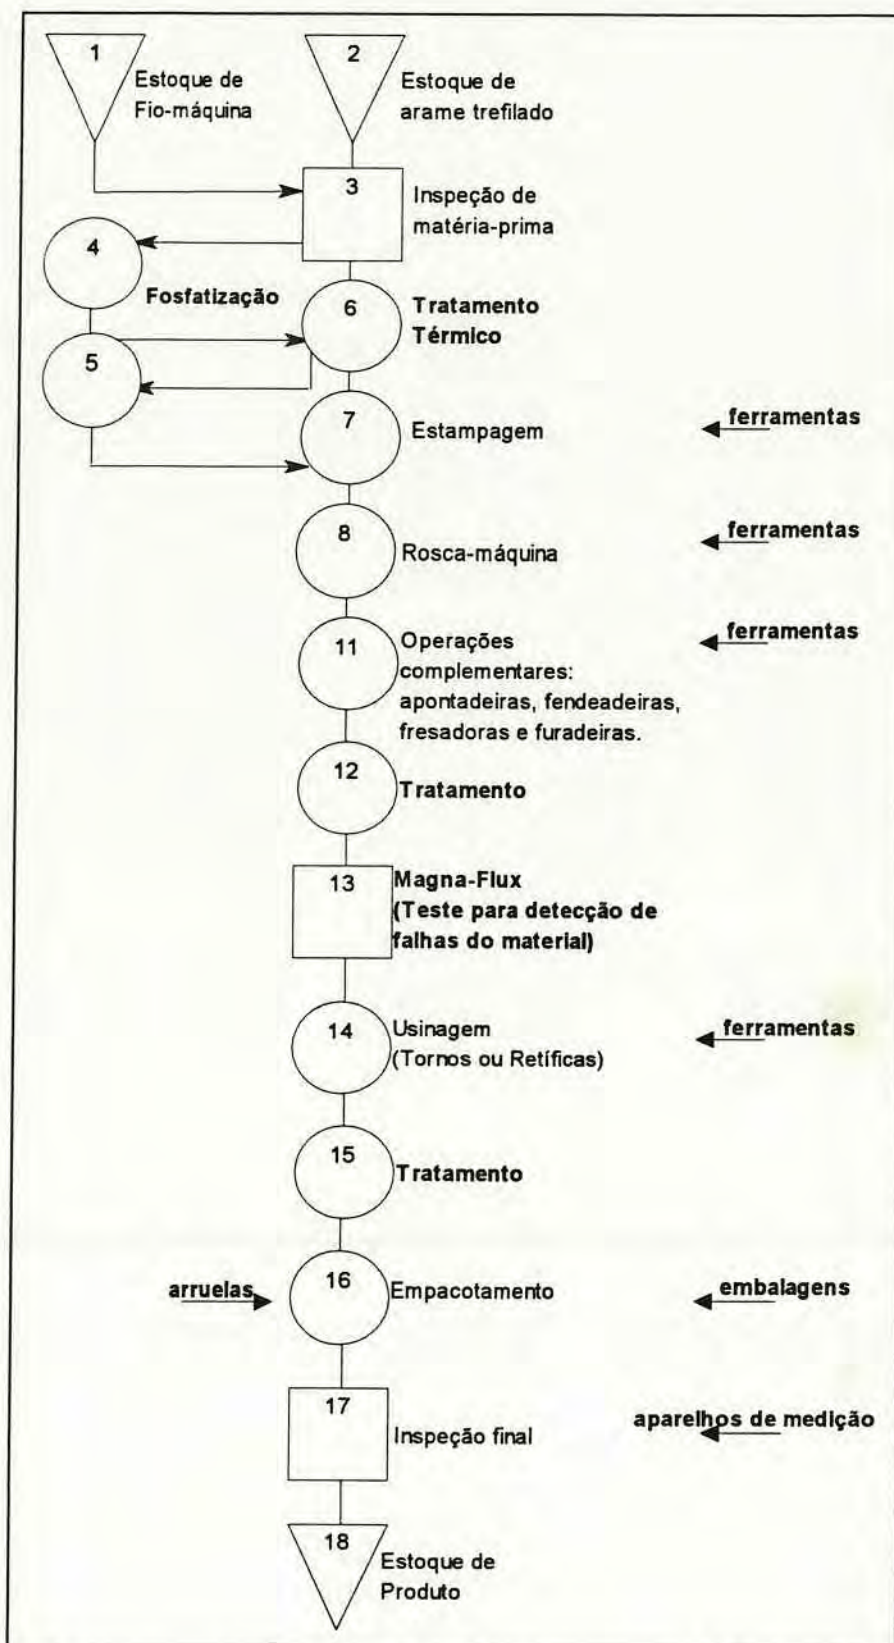 1
Estoque de
Fio-máquina
2
Estoque de
arame trefilado
3
Inspeção de
matéria-prima
4
Fosfatização
6
Tratamento
Térmico
5
7
Estampagem
ferramentas
8
Rosca-máquina
ferramentas
11
Operações
complementares:
apontadeiras, fendeadeiras,
fresadoras e furadeiras.
ferramentas
12
Tratamento
13
Magna-Flux
(Teste para detecção de
falhas do material)
14
Usinagem
(Tornos ou Retíficas)
ferramentas
15
Tratamento
arruelas
16
Empacotamento
embalagens
17
Inspeção final
aparelhos de medição
18
Estoque de
Produto